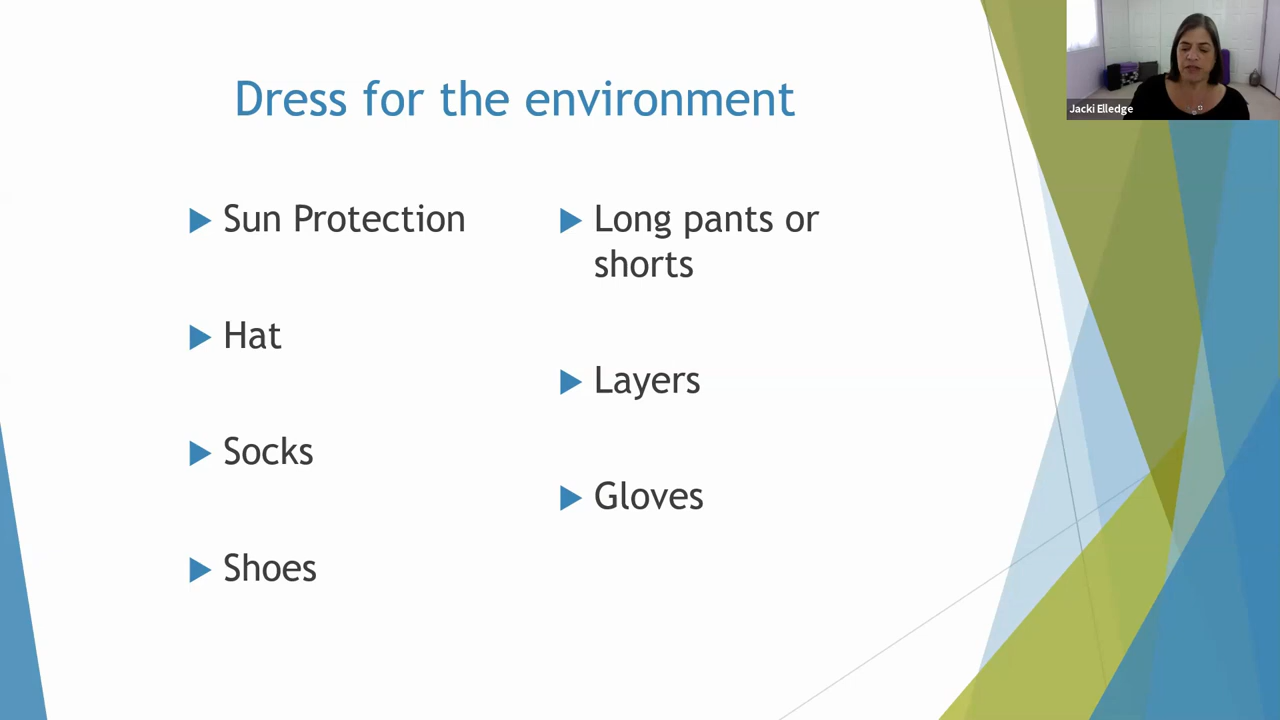 Dress for the environment
Sun Protection
Hat
Socks
Shoes
Long pants or
shorts
Layers
Gloves
Jacki Elledge